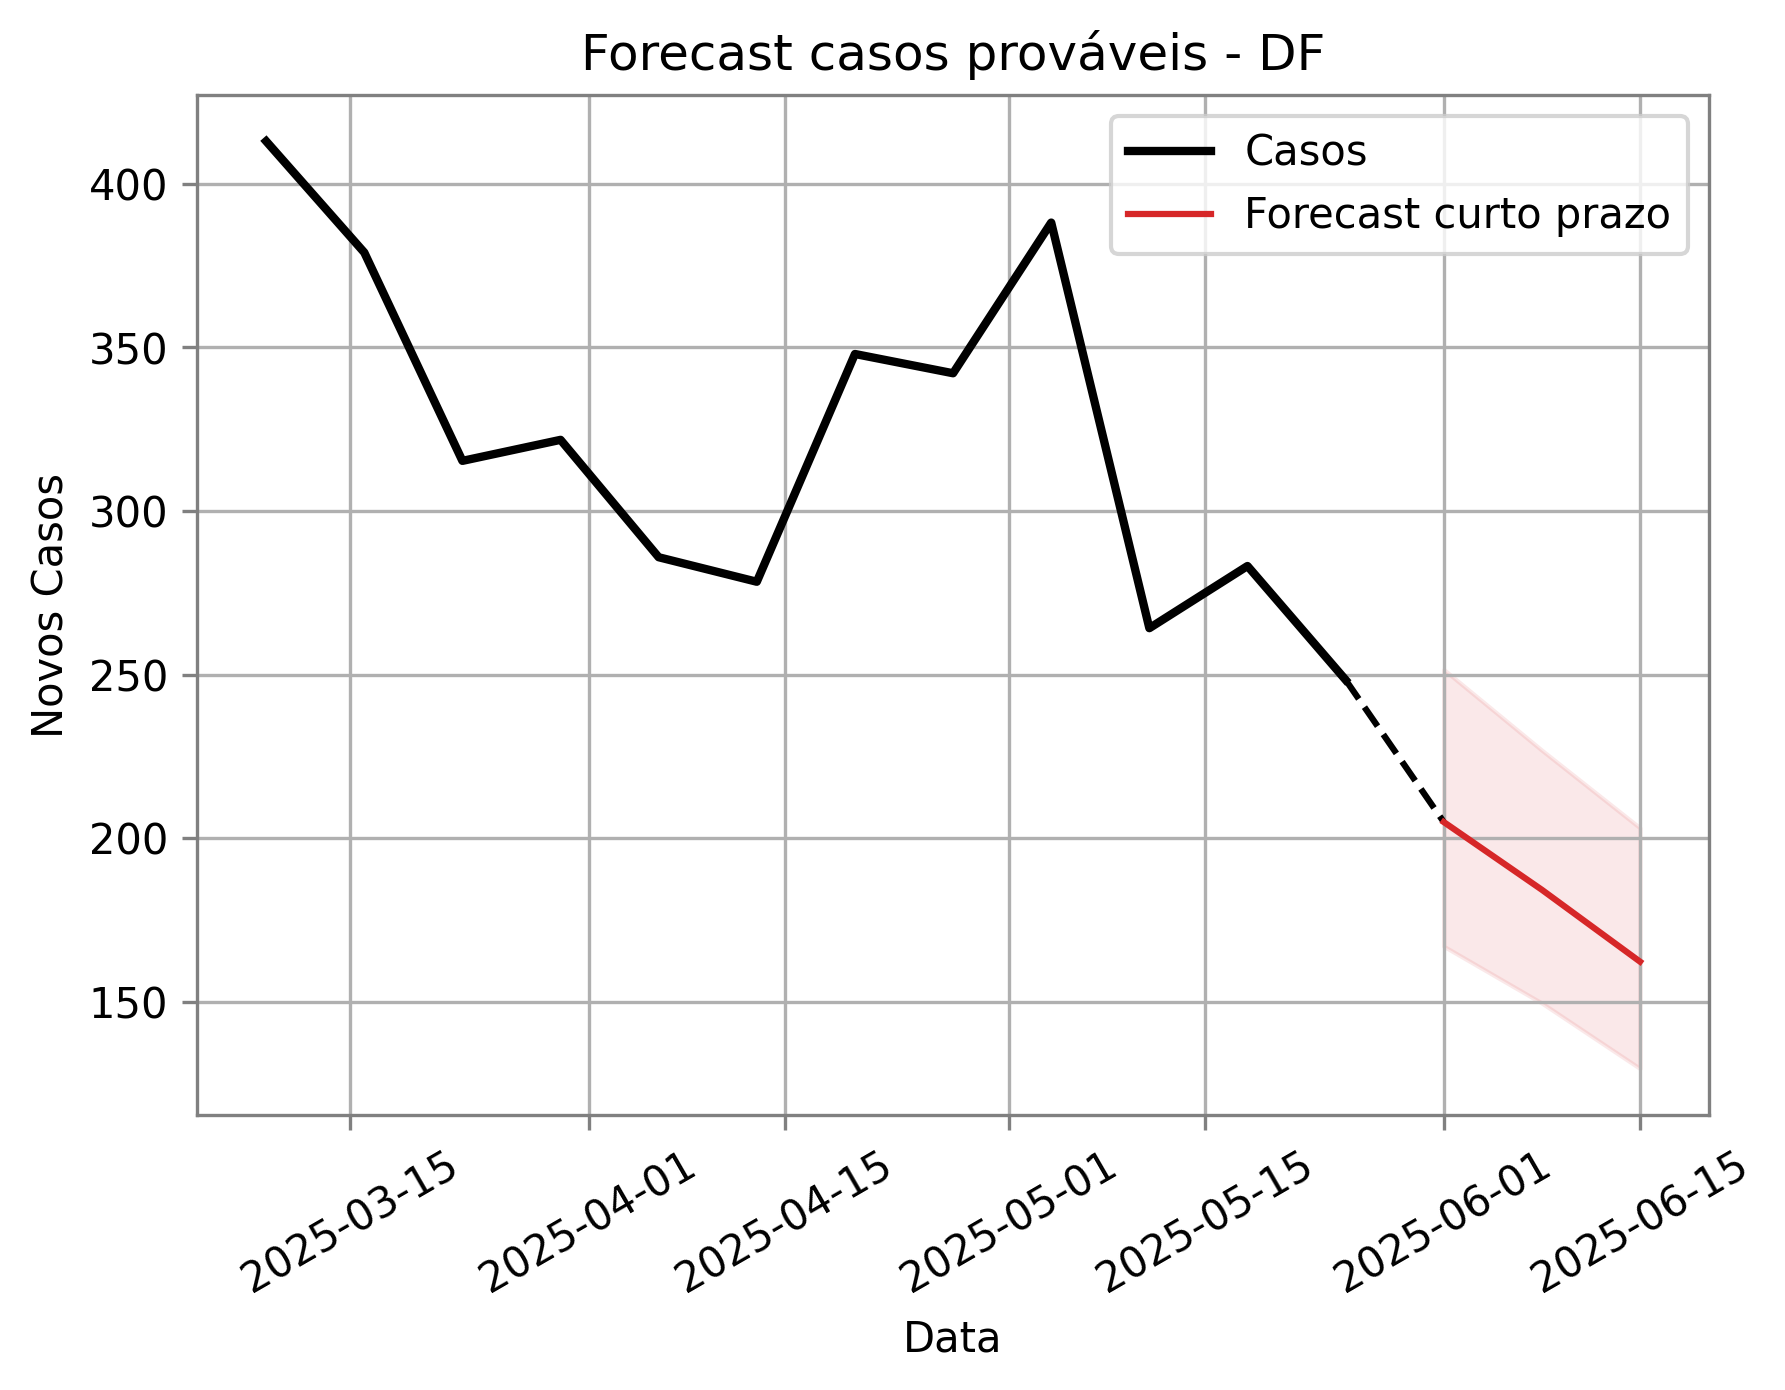 Forecast casos prováveis - DF
Casos
Forecast curto prazo
Novos Casos
400
350
300
250
200
150
2025-03-15
2025-04-01
2025-04-15
2025-05-01
2025-05-15
2025-06-01
2025-06-15
Data